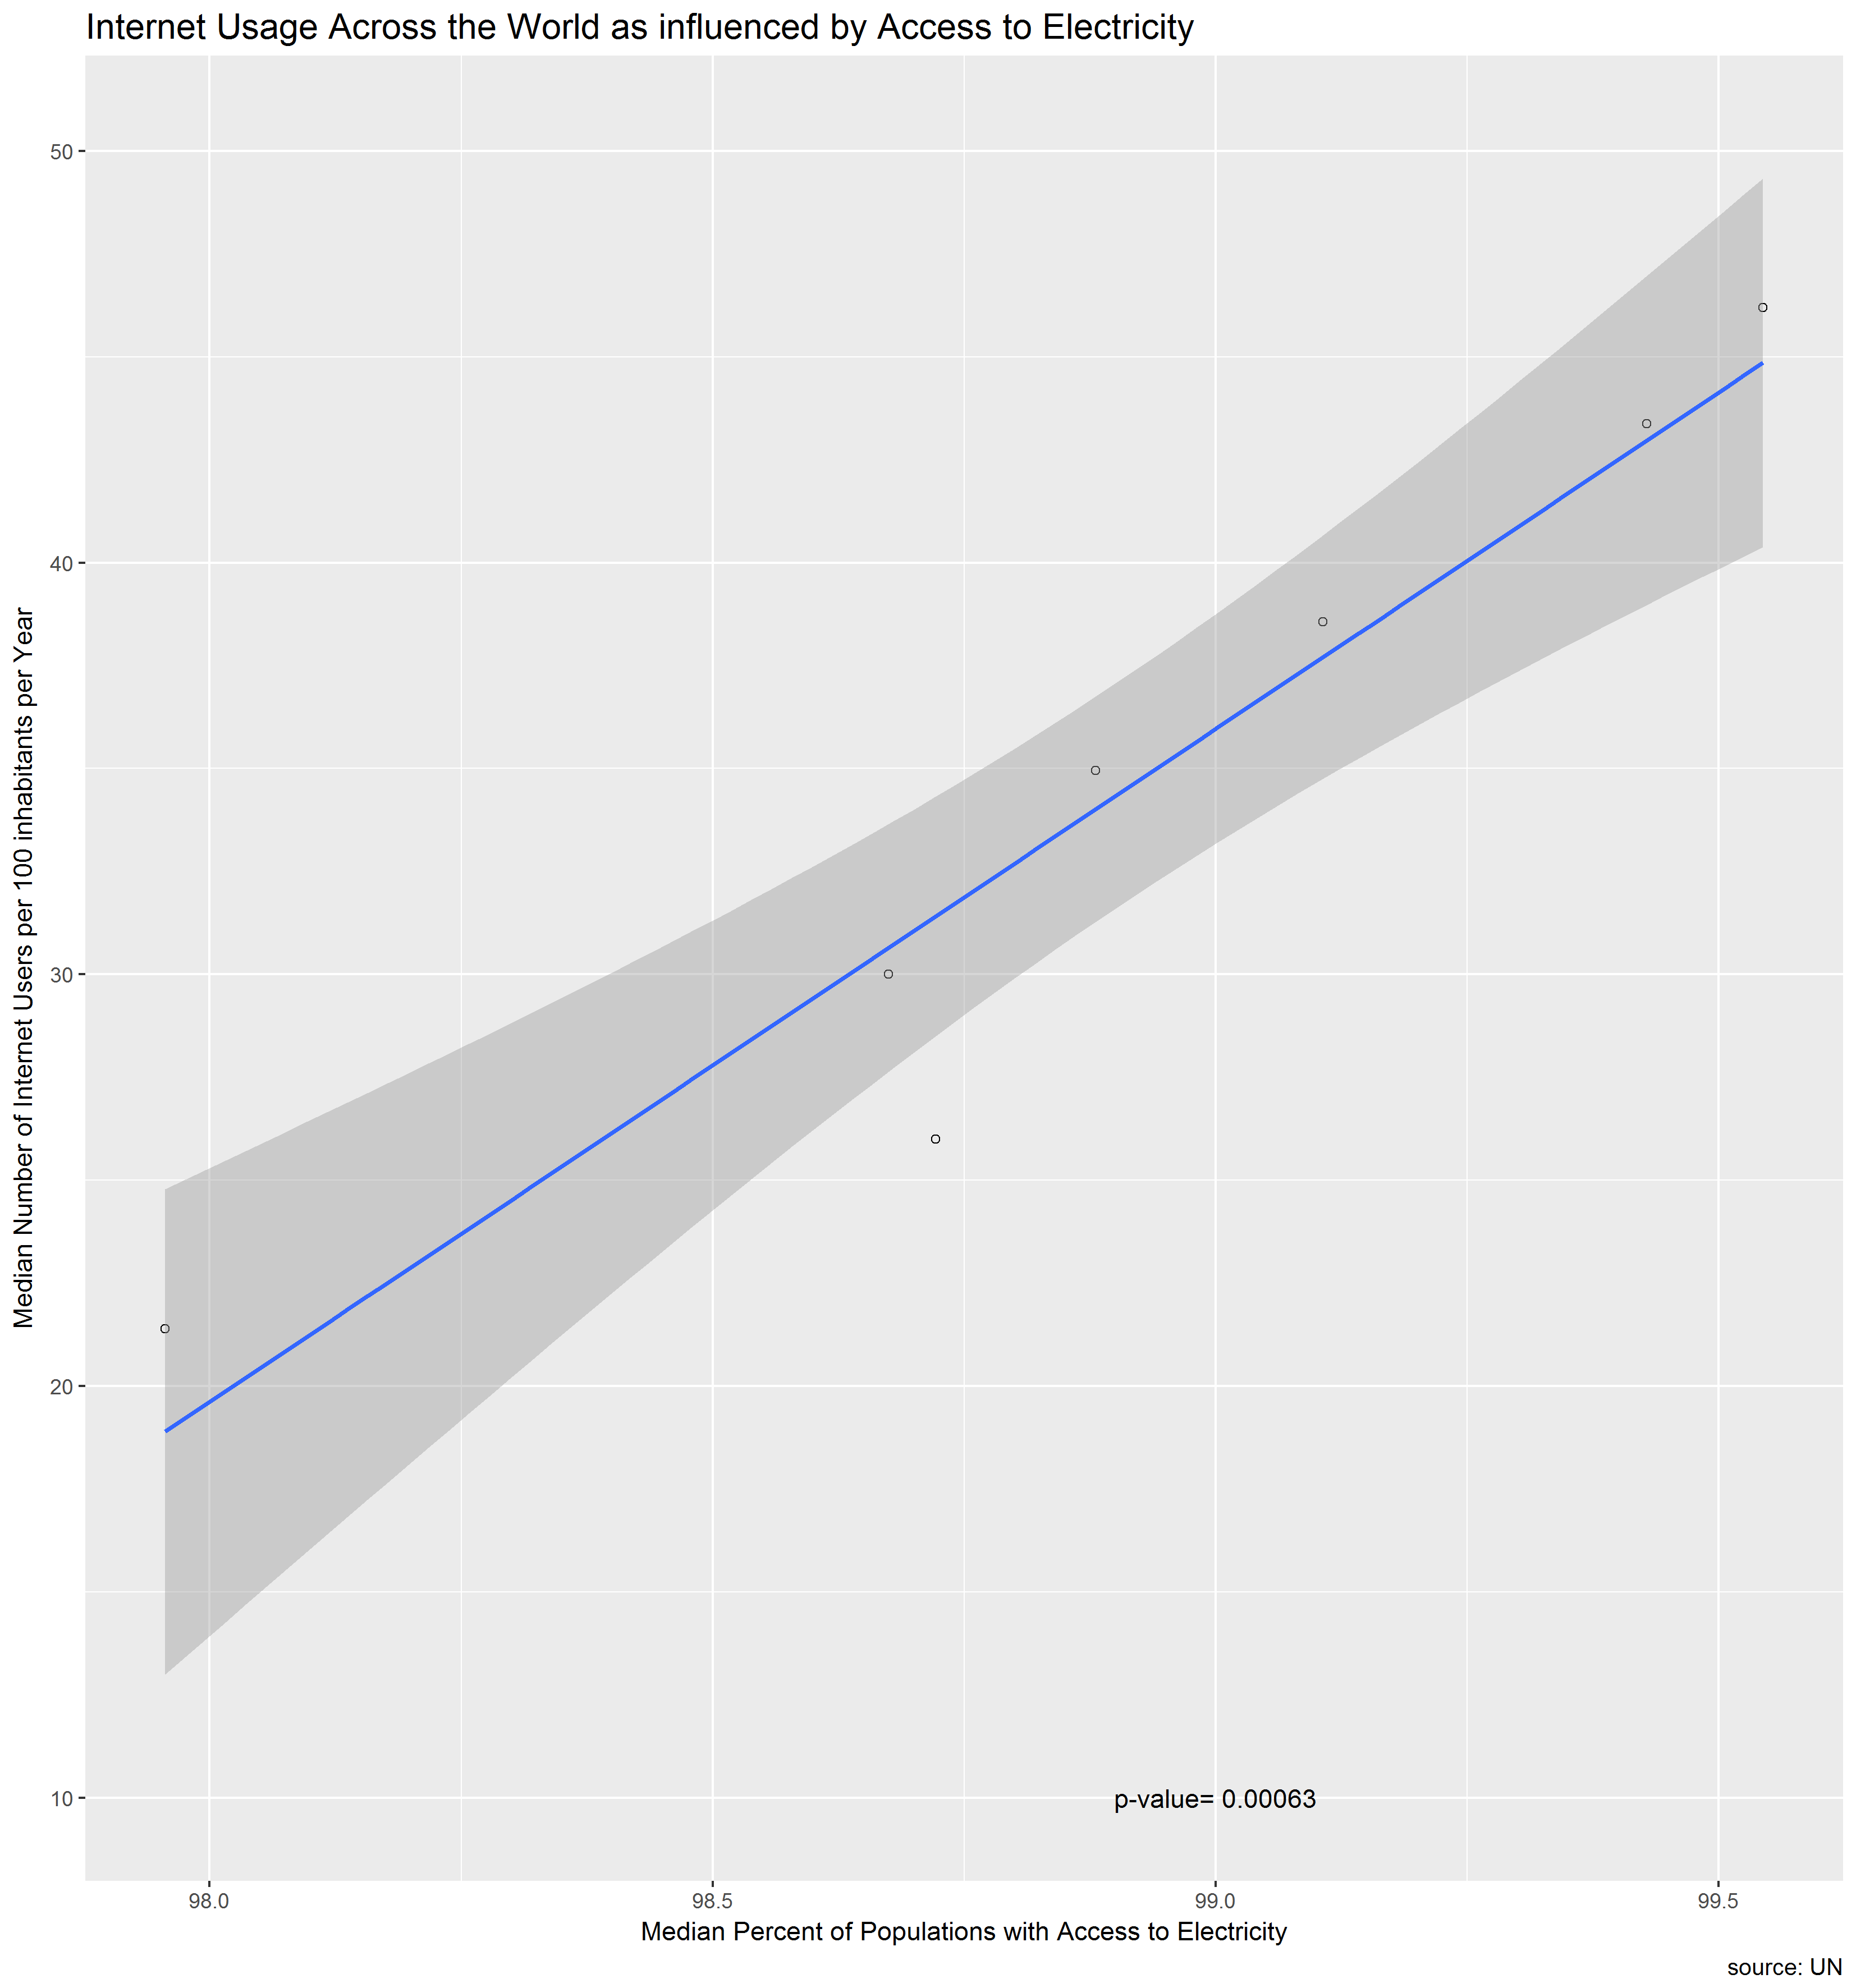 Internet Usage Across the World as influenced by Access to Electricity
Median Number of Internet Users per 100 inhabitants per Year
50
40
30
20
10
p-value= 0.00063
98.0
98.5
99.0
99.5
Median Percent of Populations with Access to Electricity
source: UN